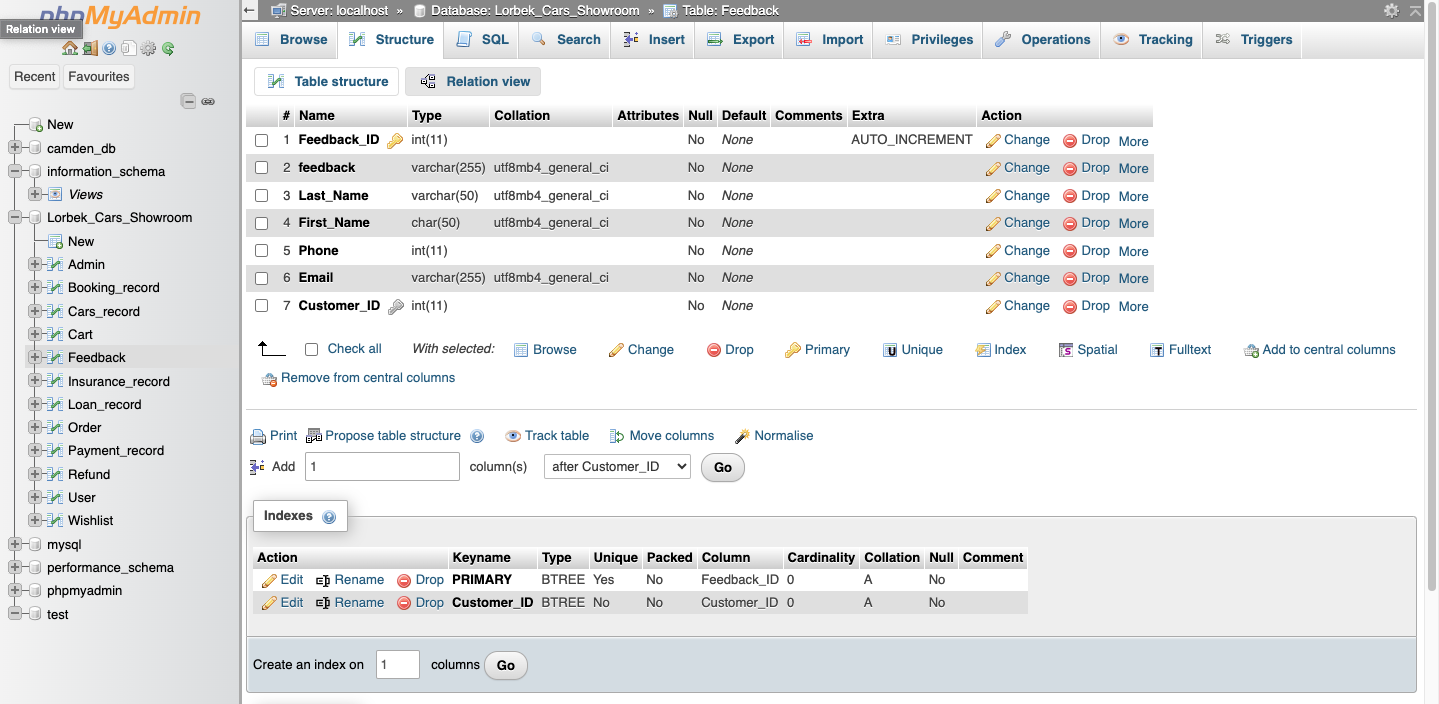 phpMyAdmin
Relation view
Recent Favourites
New
camden_db
information_schema
Views
Lorbek_Cars_Showroom
New
Admin
Booking_record
Cars_record
Cart
Feedback
Insurance_record
Loan_record
Order
Payment_record
Refund
User
Wishlist
mysql
performance_schema
phpmyadmin
test
Server: localhost » Database: Lorbek_Cars_Showroom » Table: Feedback
Browse Structure SQL Search Insert Export Import Privileges Operations Tracking Triggers
Table structure Relation view
# Name Type Collation Attributes Null Default Comments Extra Action
1 Feedback_ID int(11) No None AUTO_INCREMENT Change Drop More
2 feedback varchar(255) utf8mb4_general_ci No None Change Drop More
3 Last_Name varchar(50) utf8mb4_general_ci No None Change Drop More
4 First_Name char(50) utf8mb4_general_ci No None Change Drop More
5 Phone int(11) No None Change Drop More
6 Email varchar(255) utf8mb4_general_ci No None Change Drop More
7 Customer_ID int(11) No None Change Drop More
Check all With selected: Browse Change Drop Primary Unique Index Spatial Fulltext Add to central columns
Remove from central columns
Print Propose table structure Track table Move columns Normalise
Add 1 column(s) after Customer_ID Go
Indexes
Action Keyname Type Unique Packed Column Cardinality Collation Null Comment
Edit Rename Drop PRIMARY BTREE Yes No Feedback_ID 0 A No
Edit Rename Drop Customer_ID BTREE No No Customer_ID 0 A No
Create an index on 1 columns Go